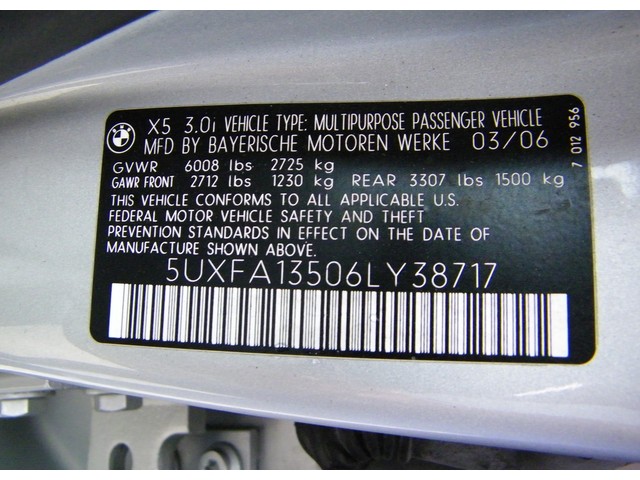 X5 3.0i VEHICLE TYPE: MULTIPURPOSE PASSENGER VEHICLE
MFD BY BAYERISCHE MOTOREN WERKE 03/06
GVWR 6008 lbs 2725 kg
GAWR FRONT 2712 lbs 1230 kg REAR 3307 lbs 1500 kg
THIS VEHICLE CONFORMS TO ALL APPLICABLE U.S.
FEDERAL MOTOR VEHICLE SAFETY AND THEFT
PREVENTION STANDARDS IN EFFECT ON THE DATE OF
MANUFACTURE SHOWN ABOVE.
5UXFA13506LY38717
7 012 956